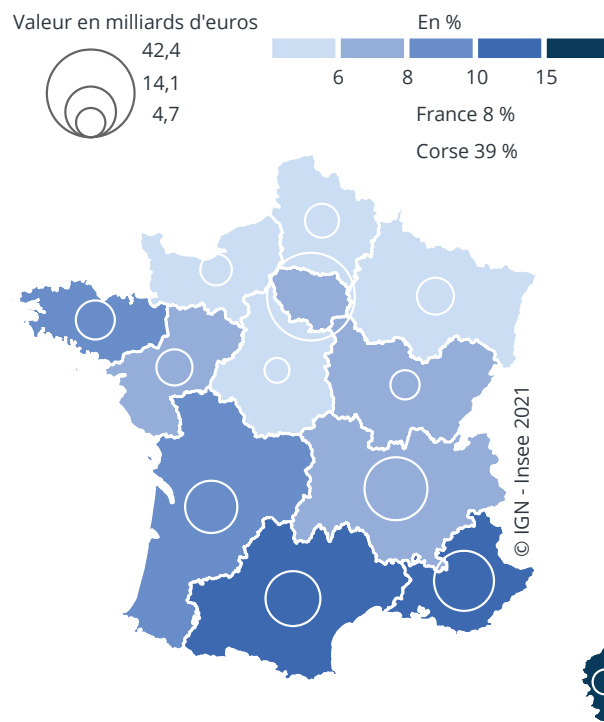 Valeur en milliards d'euros
42,4
14,1
4,7
En %
6 8 10 15
France 8 %
Corse 39 %
© IGN - Insee 2021